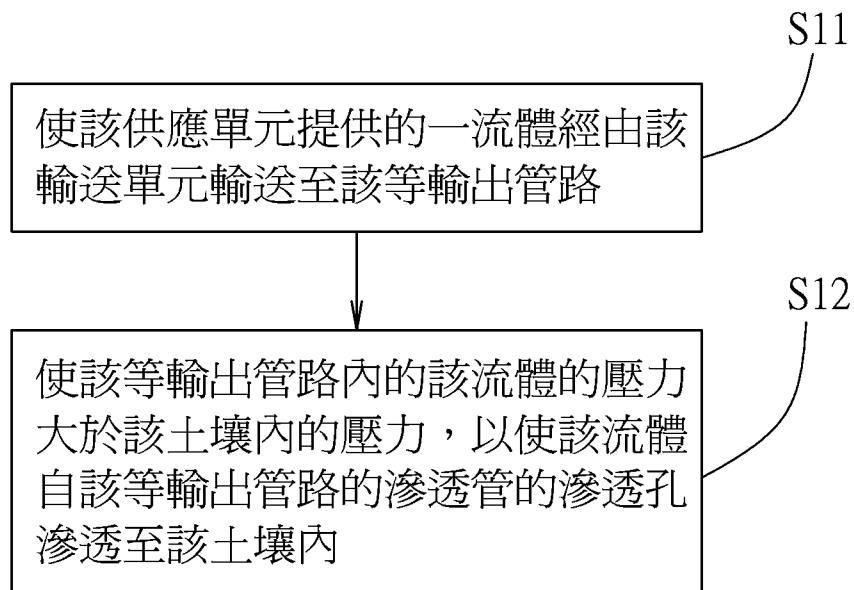 S11
使該供應單元提供的一流體經由該
輸送單元輸送至該等輸出管路
S12
使該等輸出管路內的該流體的壓力
大於該土壤內的壓力，以使該流體
自該等輸出管路的滲透管的滲透孔
滲透至該土壤內